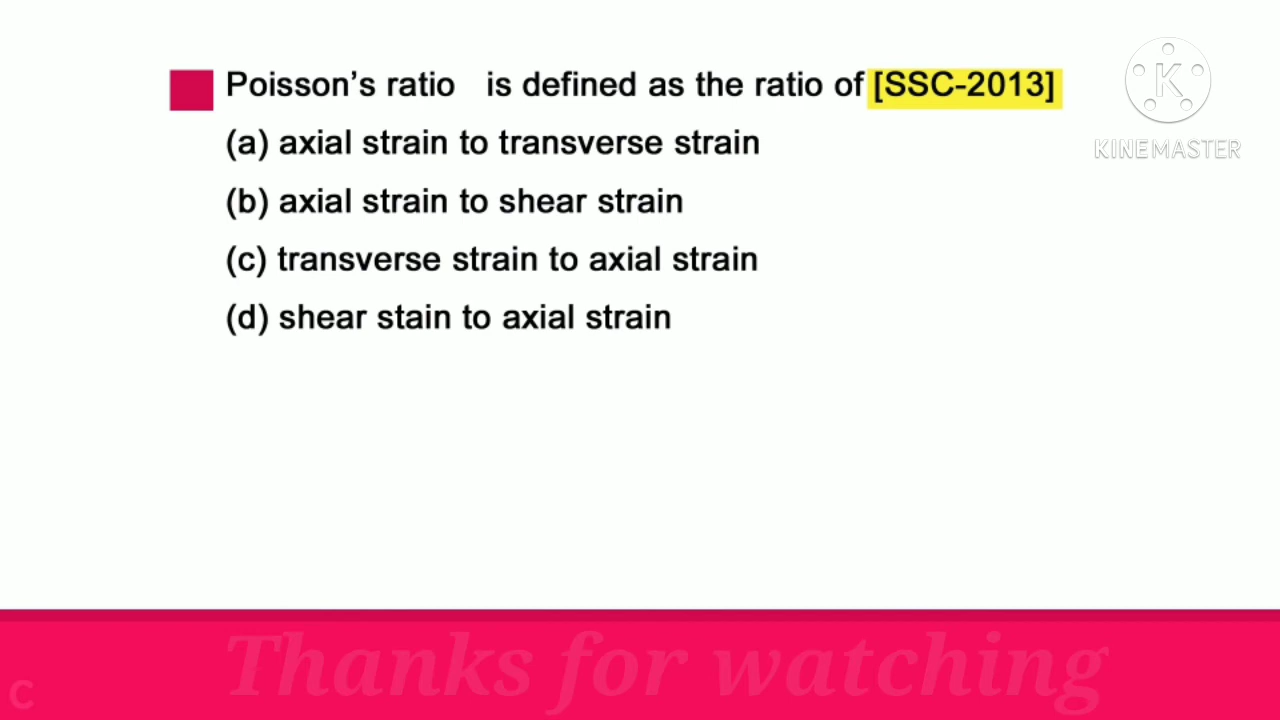 Poisson's ratio is defined as the ratio of [SSC-2013]
(a) axial strain to transverse strain
(b) axial strain to shear strain
(c) transverse strain to axial strain
(d) shear stain to axial strain
K
KINEMASTER
Thanks for watching
C